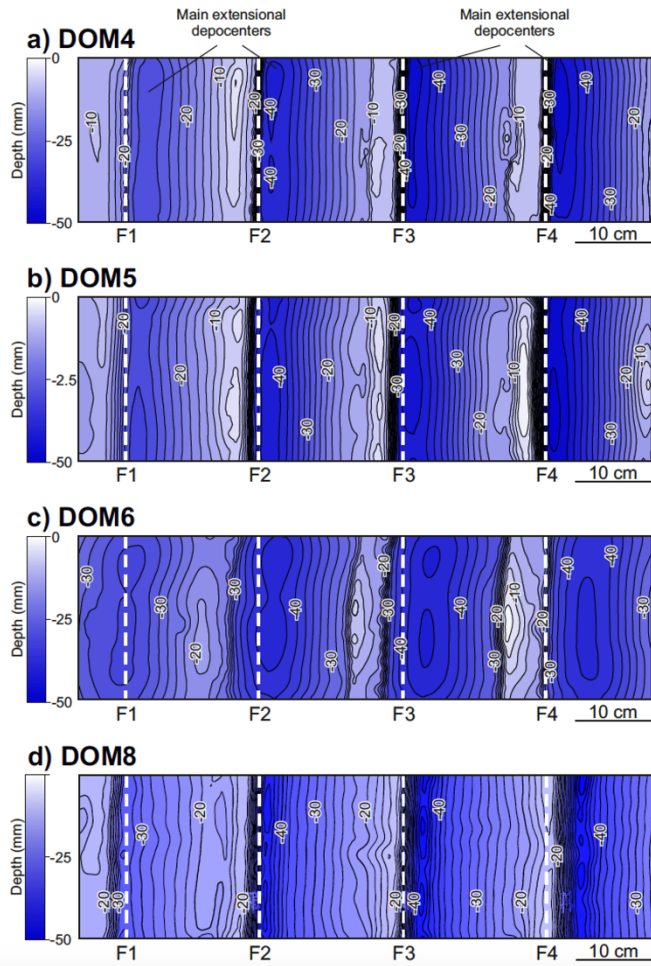 Main extensional depocenters
Main extensional depocenters
a) DOM4
Depth (mm)
0
-25
-50
-10 -20 -20 -10 -20 -30 -40 -40 -30 -20 -10 -30 -20 -40 -40 -30 -20 -10 -30 -20 -40 -40 -30 -20
F1 F2 F3 F4
10 cm
b) DOM5
Depth (mm)
0
-2.5
-50
-20 -20 -10 -40 -30 -20 -10 -20 -30 -40 -30 -20 -10 -40 -30 -20 -10
F1 F2 F3 F4
10 cm
c) DOM6
Depth (mm)
0
-25
-50
-30 -30 -20 -30 -40 -30 -20 -30 -40 -40 -30 -20 -10 -20 -30 -40 -40 -30
F1 F2 F3 F4
10 cm
d) DOM8
Depth (mm)
-25
-50
-20 -30 -30 -20 -20 -40 -30 -20 -40 -40 -30 -20 -20 -40 -30
F1 F2 F3 F4
10 cm